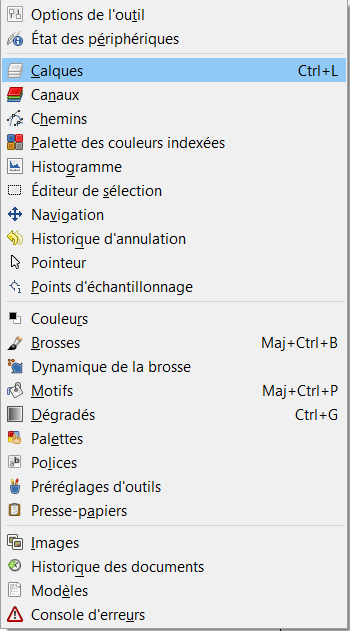 Options de l'outil
État des périphériques
Calques Ctrl+L
Canaux
Chemins
Palette des couleurs indexées
Histogramme
Éditeur de sélection
Navigation
Historique d'annulation
Pointeur
Points d'échantillonnage
Couleurs
Brosses Maj+Ctrl+B
Dynamique de la brosse
Motifs Maj+Ctrl+P
Dégradés Ctrl+G
Palettes
Polices
Préréglages d'outils
Presse-papiers
Images
Historique des documents
Modèles
Console d'erreurs